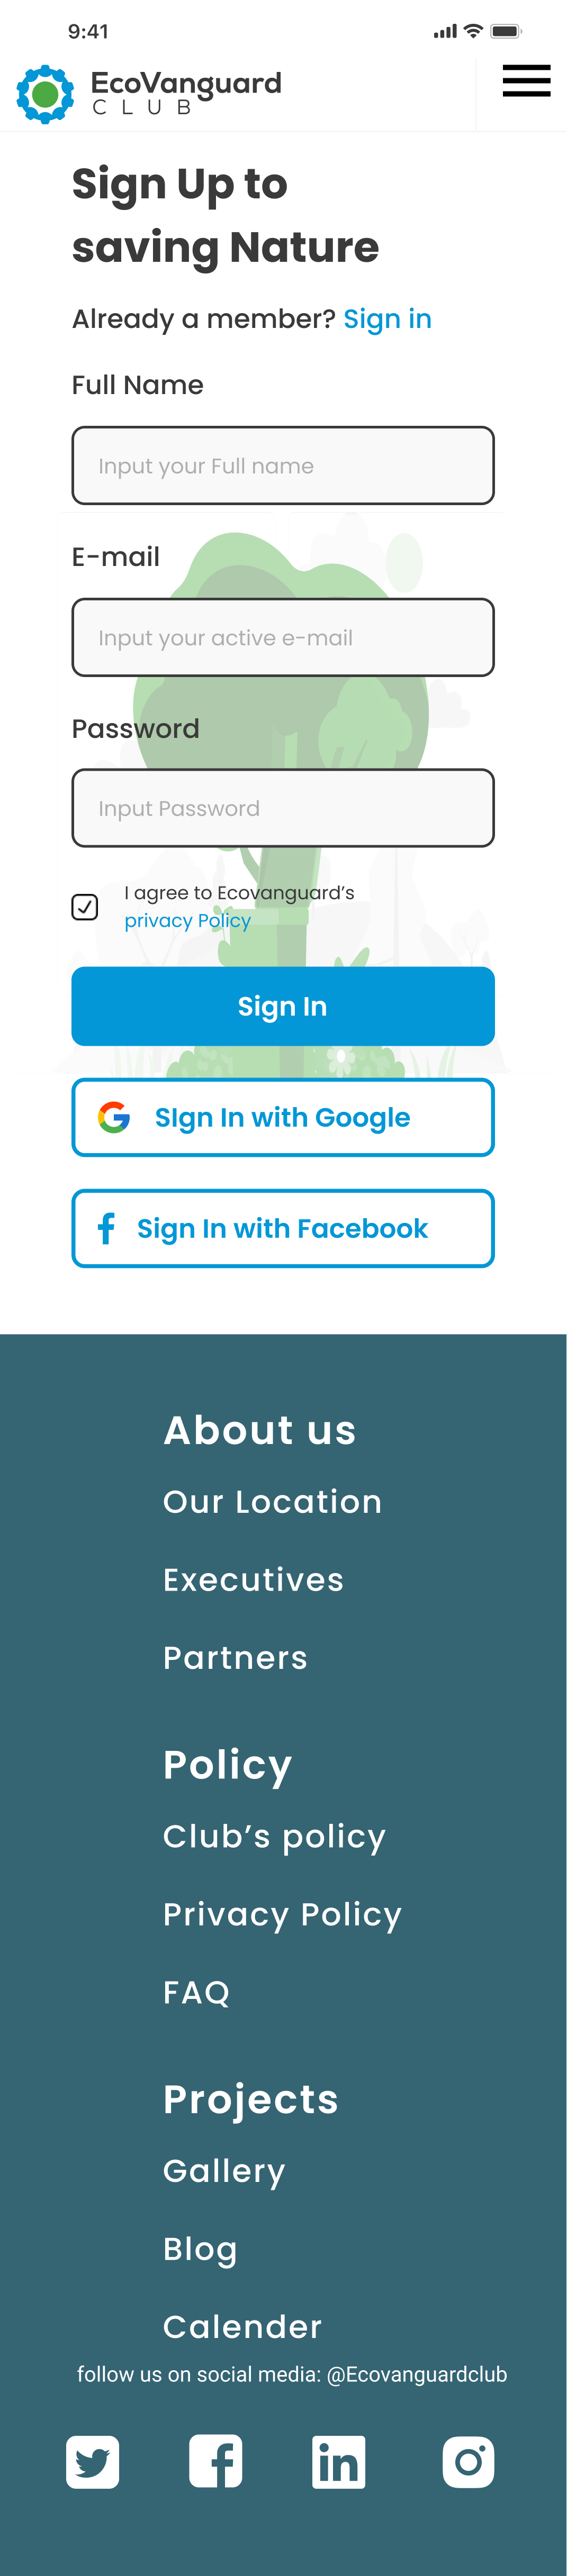 9:41
EcoVanguard
CLUB
Sign Up to
saving Nature
Already a member? Sign in
Full Name
Input your Full name
E-mail
Input your active e-mail
Password
Input Password
I agree to Ecovanguard's
privacy Policy
Sign In
SIgn In with Google
Sign In with Facebook
About us
Our Location
Executives
Partners
Policy
Club's policy
Privacy Policy
FAQ
Projects
Gallery
Blog
Calender
follow us on social media: @Ecovanguardclub